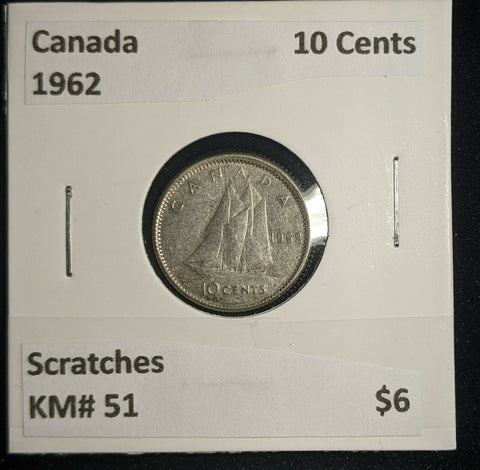 Canada 10 Cents
1962
CANADA
1962
10 CENTS
Scratches
KM# 51 $6